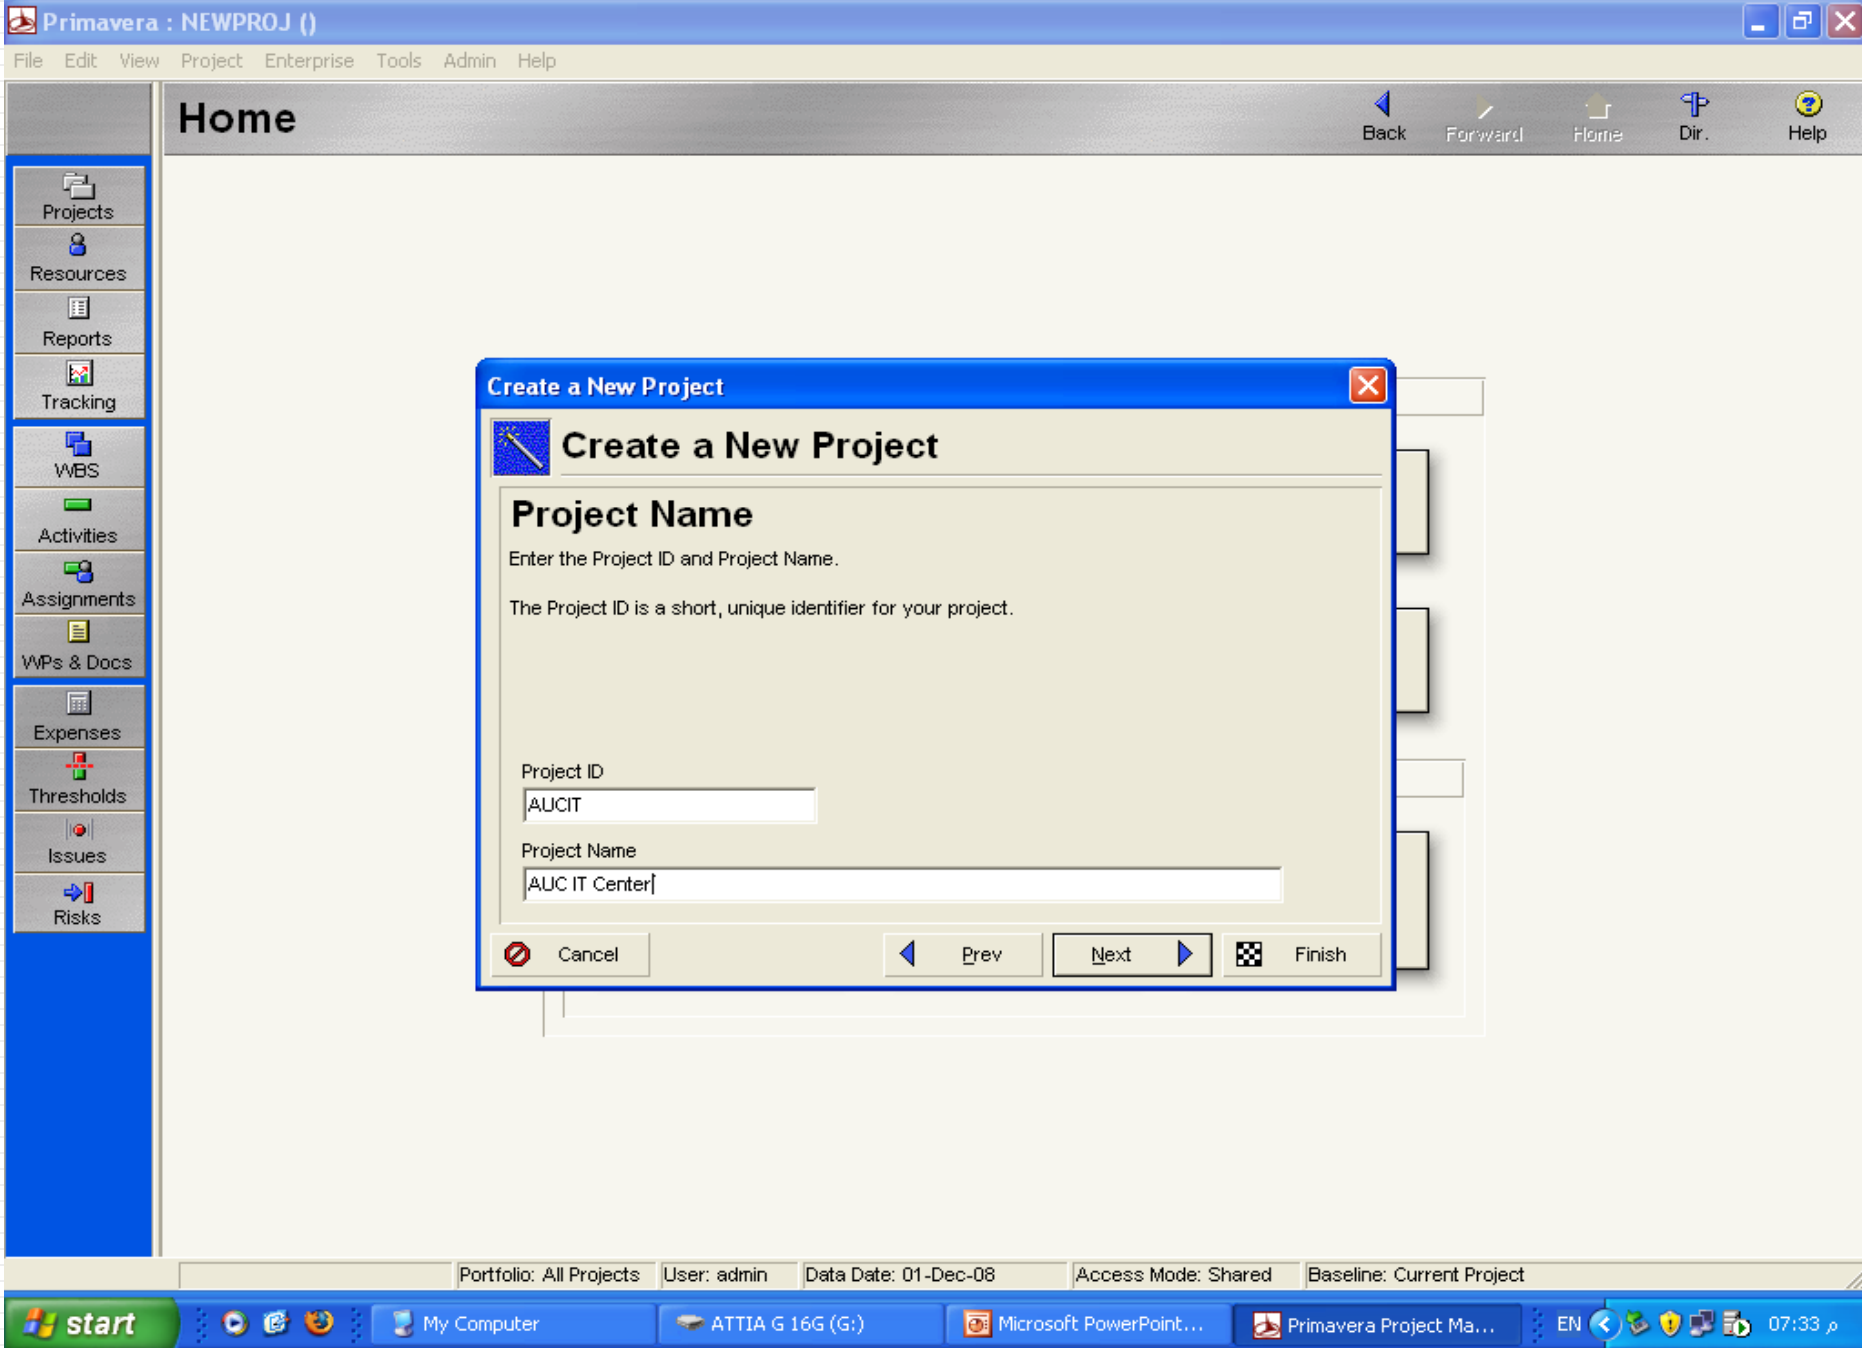 Primavera : NEWPROJ ()
File Edit View Project Enterprise Tools Admin Help
Home
Back Forward Home Dir. Help
Projects
Resources
Reports
Tracking
WBS
Activities
Assignments
WPs & Docs
Expenses
Thresholds
Issues
Risks
Create a New Project
Create a New Project
Project Name
Enter the Project ID and Project Name.
The Project ID is a short, unique identifier for your project.
Project ID
AUCIT
Project Name
AUC IT Center
Cancel Prev Next Finish
Portfolio: All Projects User: admin Data Date: 01-Dec-08 Access Mode: Shared Baseline: Current Project
start My Computer ATTIA G 16G (G:) Microsoft PowerPoint... Primavera Project Ma... EN 07:33 م